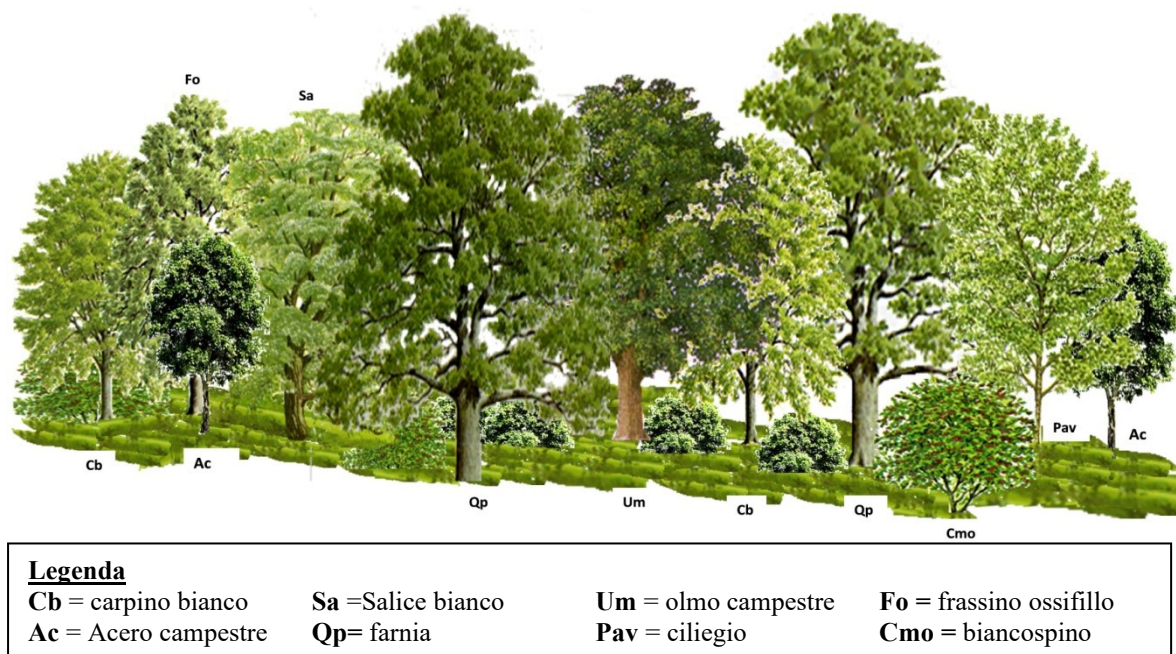 Fo
Sa
Cb
Ac
Qp
Um
Cb
Qp
Cmo
Pav
Ac
Legenda
Cb = carpino bianco Sa =Salice bianco Um = olmo campestre Fo = frassino ossifillo
Ac = Acero campestre Qp= farnia Pav = ciliegio Cmo = biancospino